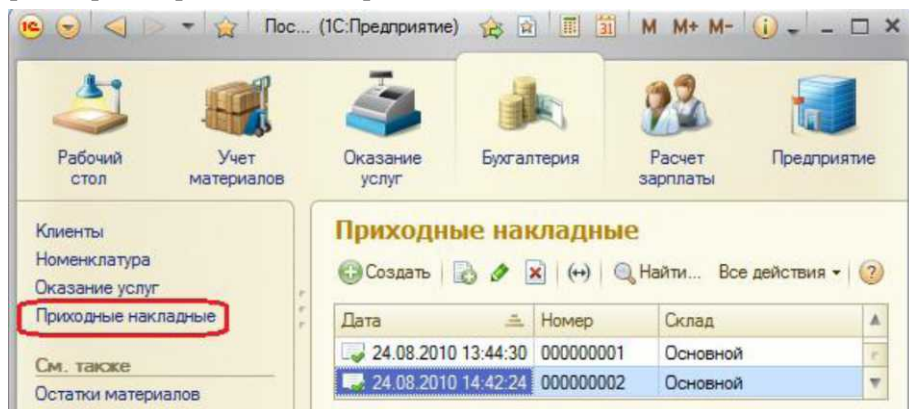 1С Пос... (1С:Предприятие) 31 M M+ M-
Рабочий стол
Учет материалов
Оказание услуг
Бухгалтерия
Расчет зарплаты
Предприятие
Клиенты
Номенклатура
Оказание услуг
Приходные накладные
См. также
Остатки материалов
Приходные накладные
Создать Найти... Все действия
Дата Номер Склад
24.08.2010 13:44:30 000000001 Основной
24.08.2010 14:42:24 000000002 Основной